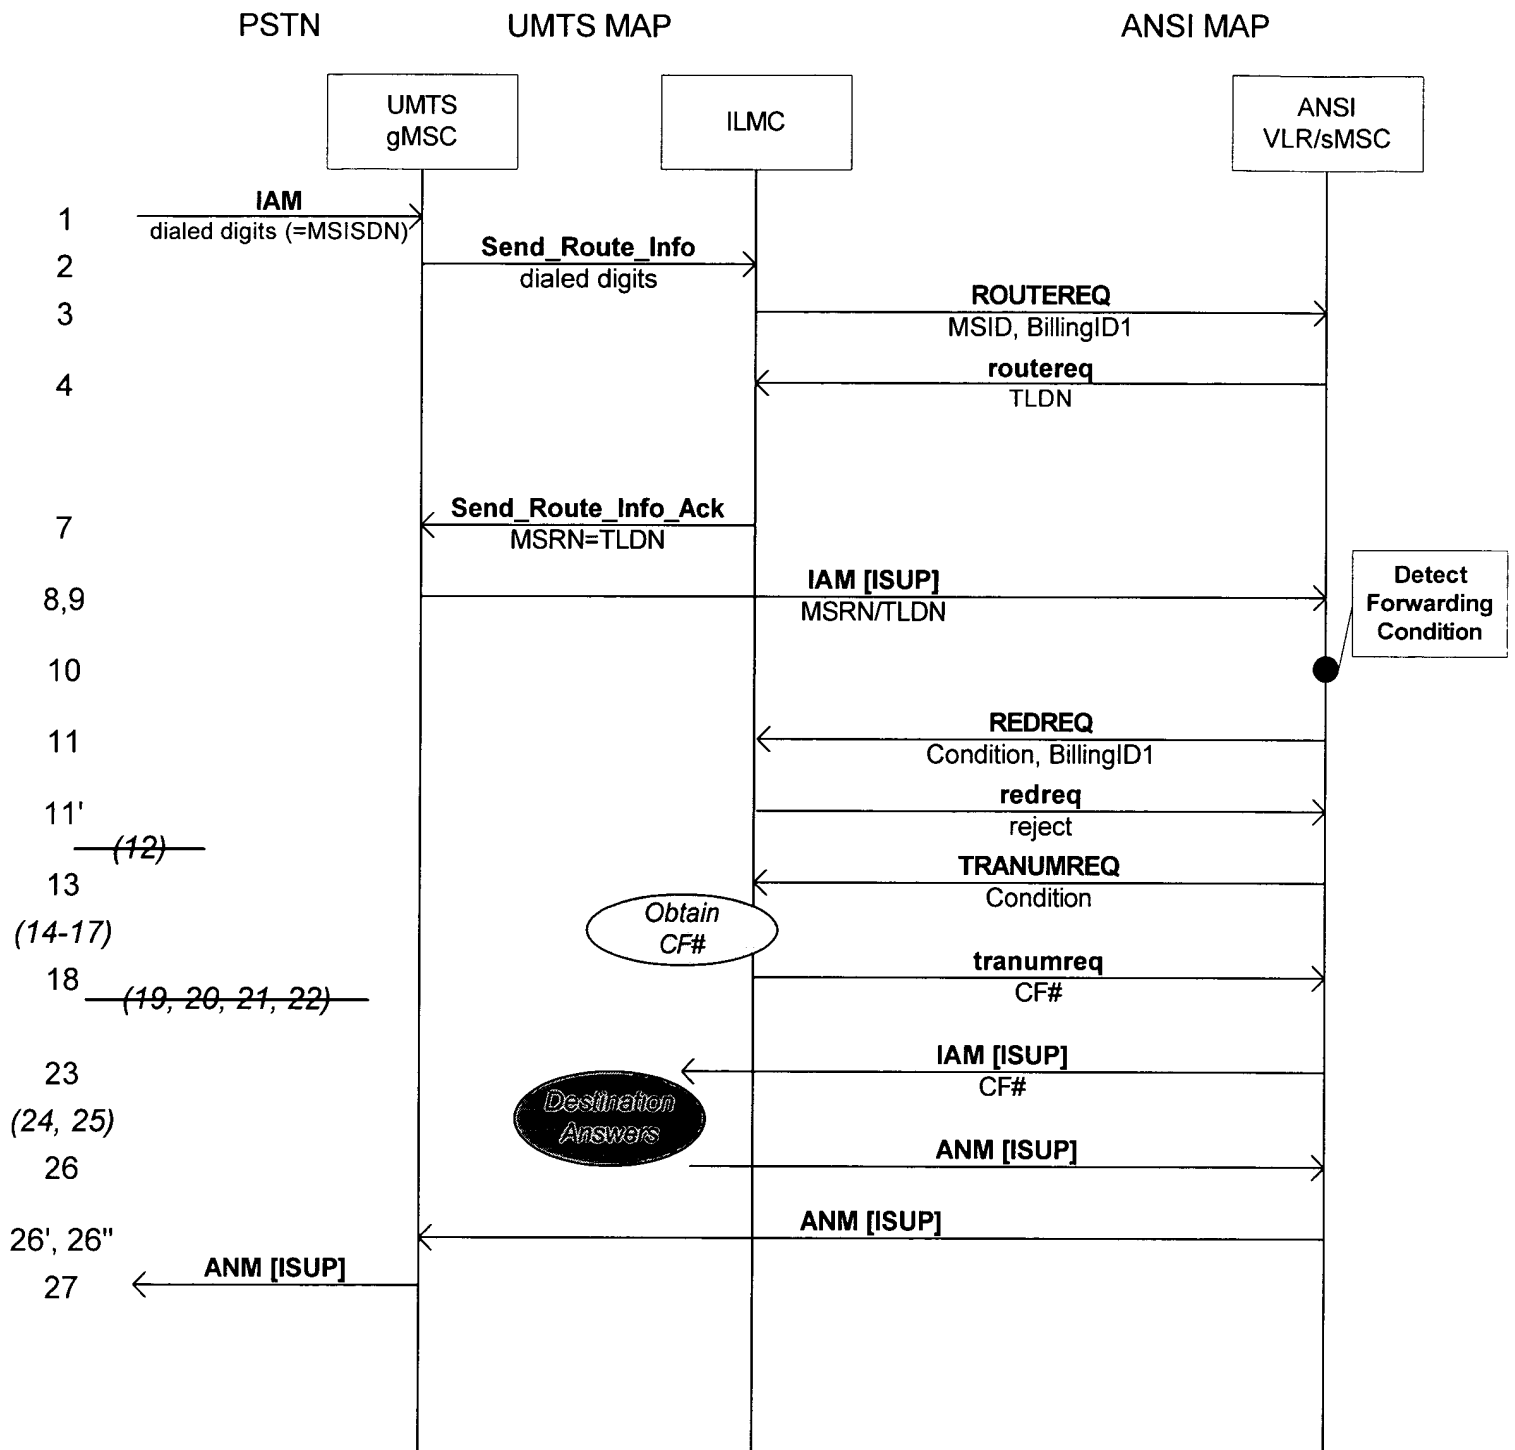 PSTN UMTS MAP ANSI MAP
UMTS
gMSC
ILMC
ANSI
VLR/sMSC
1 IAM
dialed digits (=MSISDN)
2 Send_Route_Info
dialed digits
3 ROUTEREQ
MSID, BillingID1
4 routereq
TLDN
7 Send_Route_Info_Ack
MSRN=TLDN
8,9 IAM [ISUP]
MSRN/TLDN
Detect
Forwarding
Condition
10
11 REDREQ
Condition, BillingID1
11' redreq
reject
(12)
13 TRANUMREQ
Condition
(14-17) Obtain
CF#
18 tranumreq
CF#
(19, 20, 21, 22)
23 IAM [ISUP]
CF#
(24, 25) Destination
Answers
26 ANM [ISUP]
26', 26" ANM [ISUP]
27 ANM [ISUP]